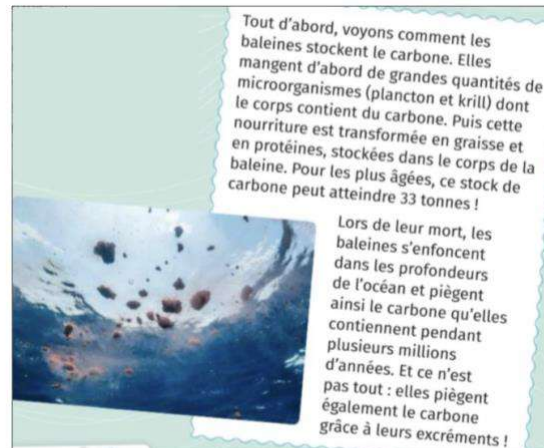 Tout d’abord, voyons comment les
baleines stockent le carbone. Elles
mangent d’abord de grandes quantités de
microorganismes (plancton et krill) dont
le corps contient du carbone. Puis cette
nourriture est transformée en graisse et
en protéines, stockées dans le corps de la
baleine. Pour les plus âgées, ce stock de
carbone peut atteindre 33 tonnes !
Lors de leur mort, les
baleines s’enfoncent
dans les profondeurs
de l’océan et piègent
ainsi le carbone qu’elles
contiennent pendant
plusieurs millions
d’années. Et ce n’est
pas tout : elles piègent
également le carbone
grâce à leurs excréments !